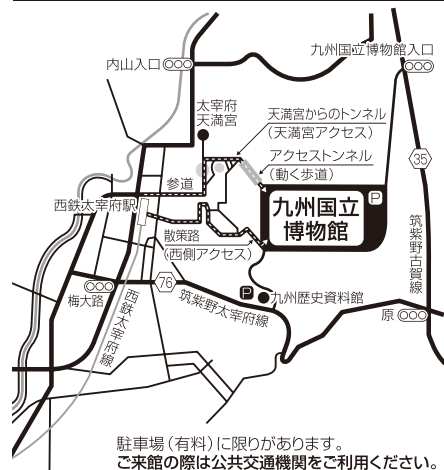 内山入口
九州国立博物館入口
太宰府
天満宮
天満宮からのトンネル
(天満宮アクセス)
アクセストンネル
(動く歩道)
35
参道
P
西鉄太宰府駅
九州国立
博物館
筑紫野古賀線
散策路
(西側アクセス)
76
梅大路
西鉄太宰府線
筑紫野太宰府線
P
九州歴史資料館
原
駐車場(有料)に限りがあります。
ご来館の際は公共交通機関をご利用ください。